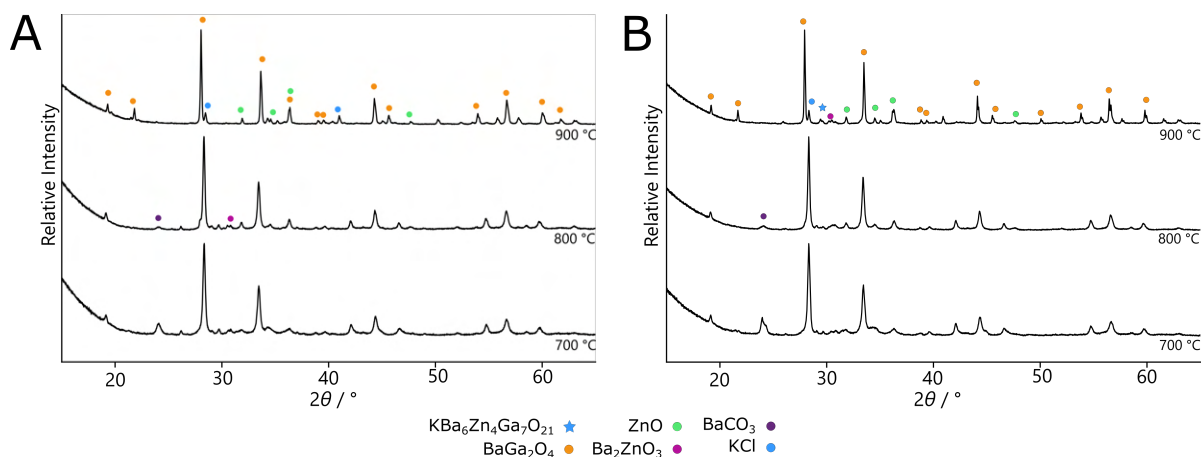 A
B
Relative Intensity
900 °C
800 °C
700 °C
20
30
40
50
60
2θ / °
Relative Intensity
900 °C
800 °C
700 °C
20
30
40
50
60
2θ / °
KBa₆Zn₄Ga₇O₂₁
ZnO
BaCO₃
BaGa₂O₄
Ba₂ZnO₃
KCl